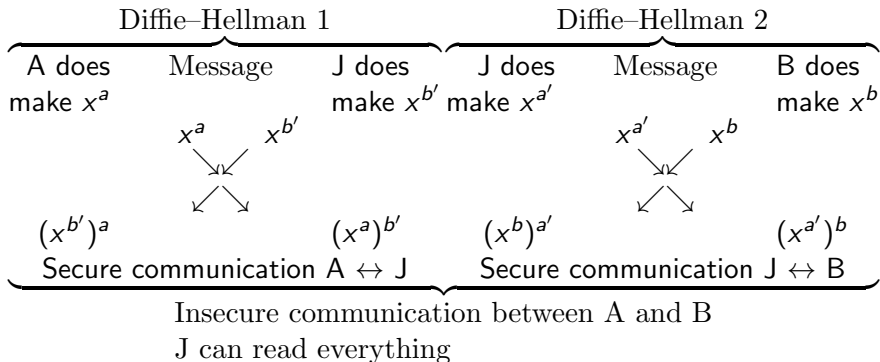 Diffie–Hellman 1 Diffie–Hellman 2
A does Message J does J does Message B does
make x^a make x^b′ make x^a′ make x^b
x^a x^b′ x^a′ x^b
(x^b′)^a (x^a)^b′ (x^b)^a′ (x^a′)^b
Secure communication A ↔ J Secure communication J ↔ B
Insecure communication between A and B
J can read everything